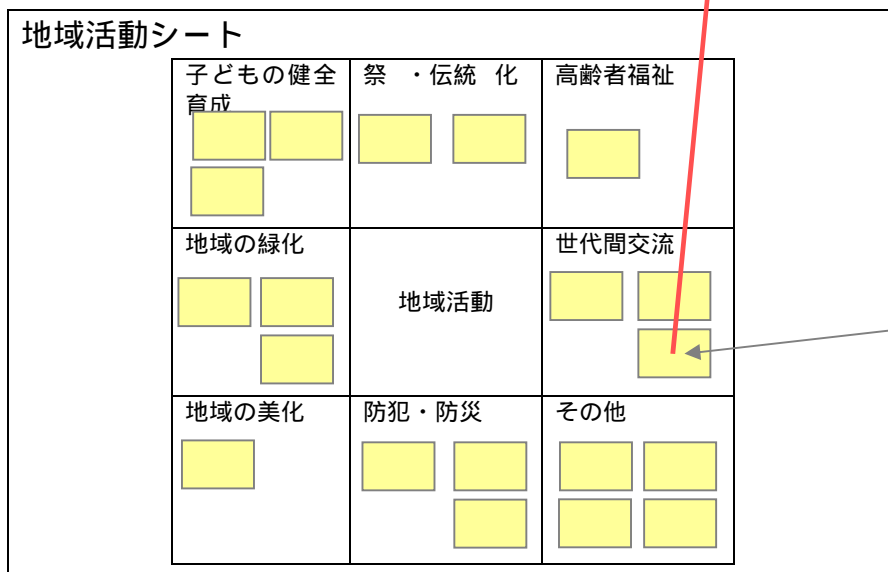 地域活動シート
子どもの健全
育成
祭 ・伝統 化
高齢者福祉
地域の緑化
地域活動
世代間交流
地域の美化
防犯・防災
その他